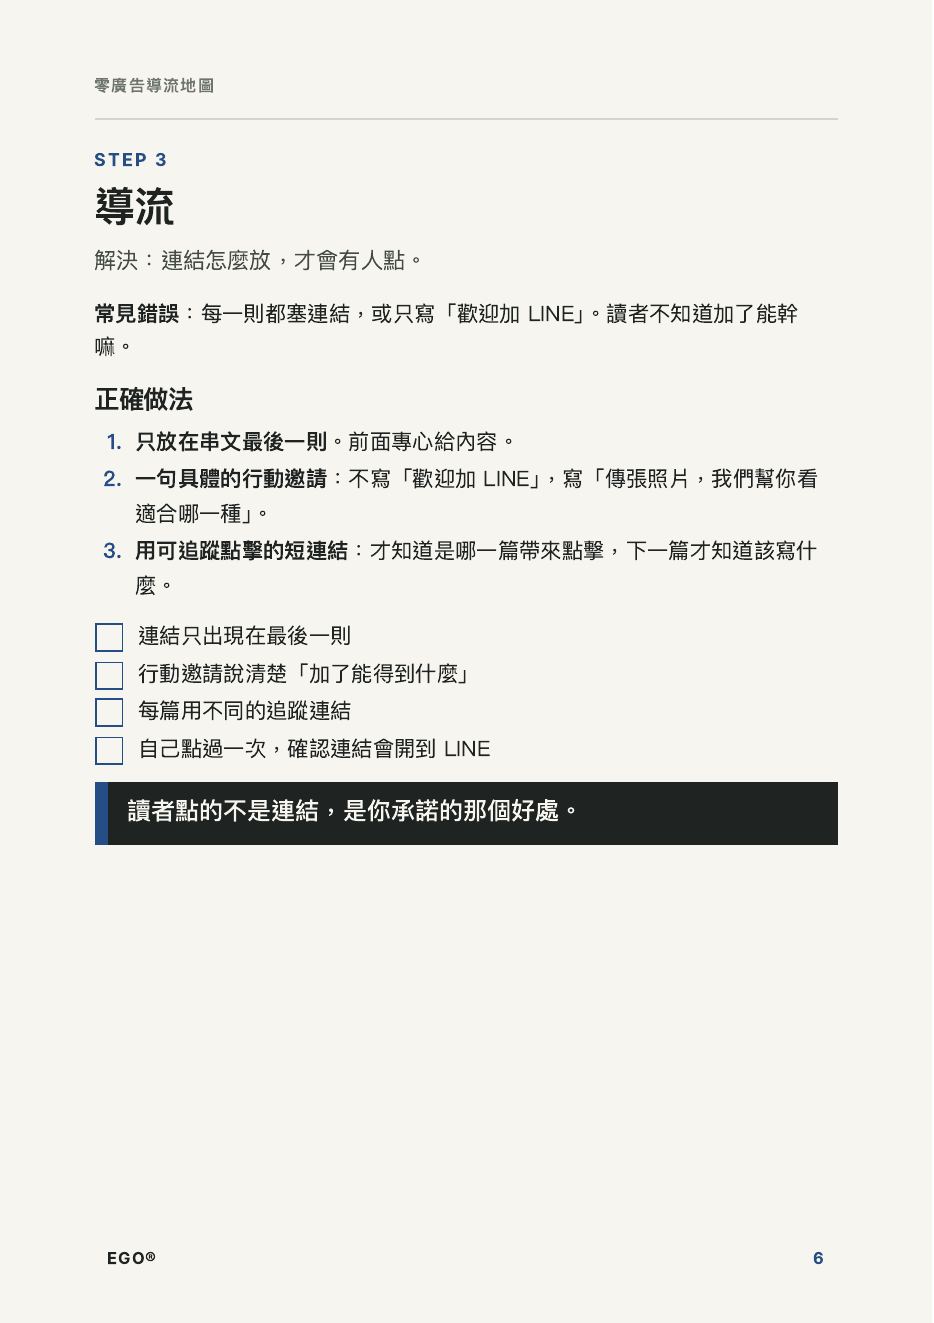 零廣告導流地圖
STEP 3
導流
解決：連結怎麼放，才會有人點。
常見錯誤：每一則都塞連結，或只寫「歡迎加 LINE」。讀者不知道加了能幹
嘛。
正確做法
1. 只放在串文最後一則。前面專心給內容。
2. 一句具體的行動邀請：不寫「歡迎加 LINE」，寫「傳張照片，我們幫你看
適合哪一種」。
3. 用可追蹤點擊的短連結：才知道是哪一篇帶來點擊，下一篇才知道該寫什
麼。
連結只出現在最後一則
行動邀請說清楚「加了能得到什麼」
每篇用不同的追蹤連結
自己點過一次，確認連結會開到 LINE
讀者點的不是連結，是你承諾的那個好處。
EGO®
6